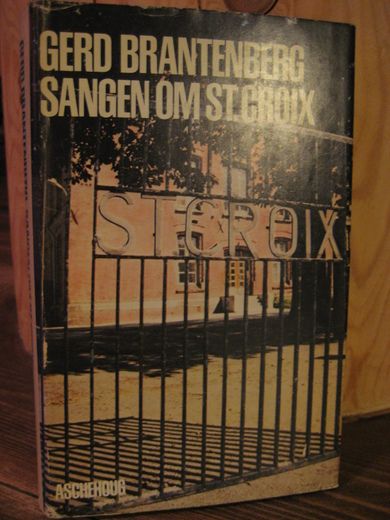 GERD BRANTENBERG
SANGEN OM ST.CROIX
ST CROIX
ASCHEHOUG